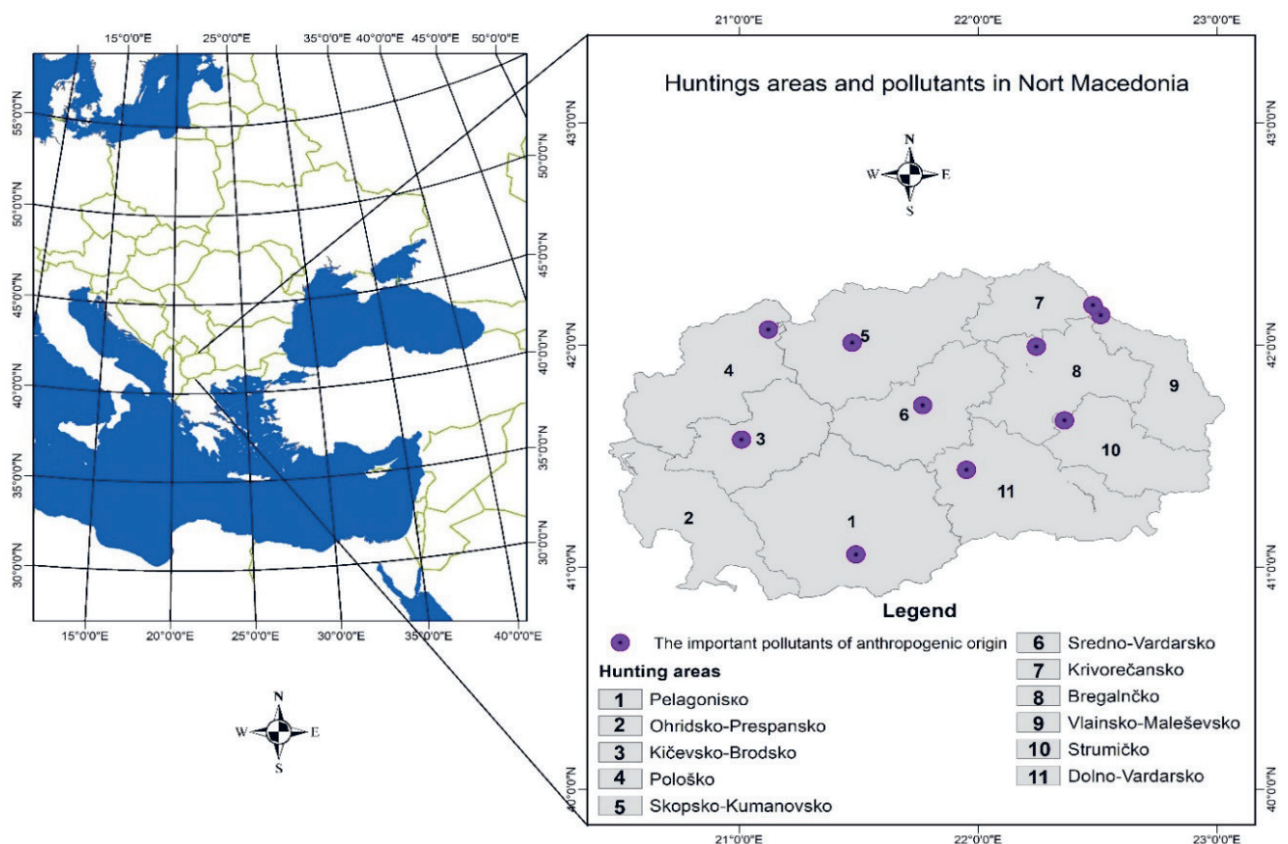 15°0'0"E 20°0'0"E 25°0'0"E 35°0'0"E 40°0'0"E 45°0'0"E 50°0'0"E
55°0'0"N
50°0'0"N
45°0'0"N
40°0'0"N
35°0'0"N
30°0'0"N
55°0'0"N
50°0'0"N
45°0'0"N
40°0'0"N
35°0'0"N
30°0'0"N
15°0'0"E 20°0'0"E 25°0'0"E 30°0'0"E 35°0'0"E 40°0'0"E
N
W E
S
21°0'0"E 22°0'0"E 23°0'0"E
Huntings areas and pollutants in Nort Macedonia
43°0'0"N 43°0'0"N
N
W E
S
42°0'0"N 42°0'0"N
7
5
4
8
9
6
3
10
11
2
1
41°0'0"N 41°0'0"N
Legend
The important pollutants of anthropogenic origin
Hunting areas
1 Pelagonisко
2 Ohridsko-Prespansko
3 Kičevsko-Brodsko
4 Pološko
5 Skopsko-Kumanovsko
6 Sredno-Vardarsko
7 Krivorečansko
8 Bregalnčko
9 Vlainsko-Maleševsko
10 Strumičko
11 Dolno-Vardarsko
40°0'0"N 40°0'0"N
21°0'0"E 22°0'0"E 23°0'0"E